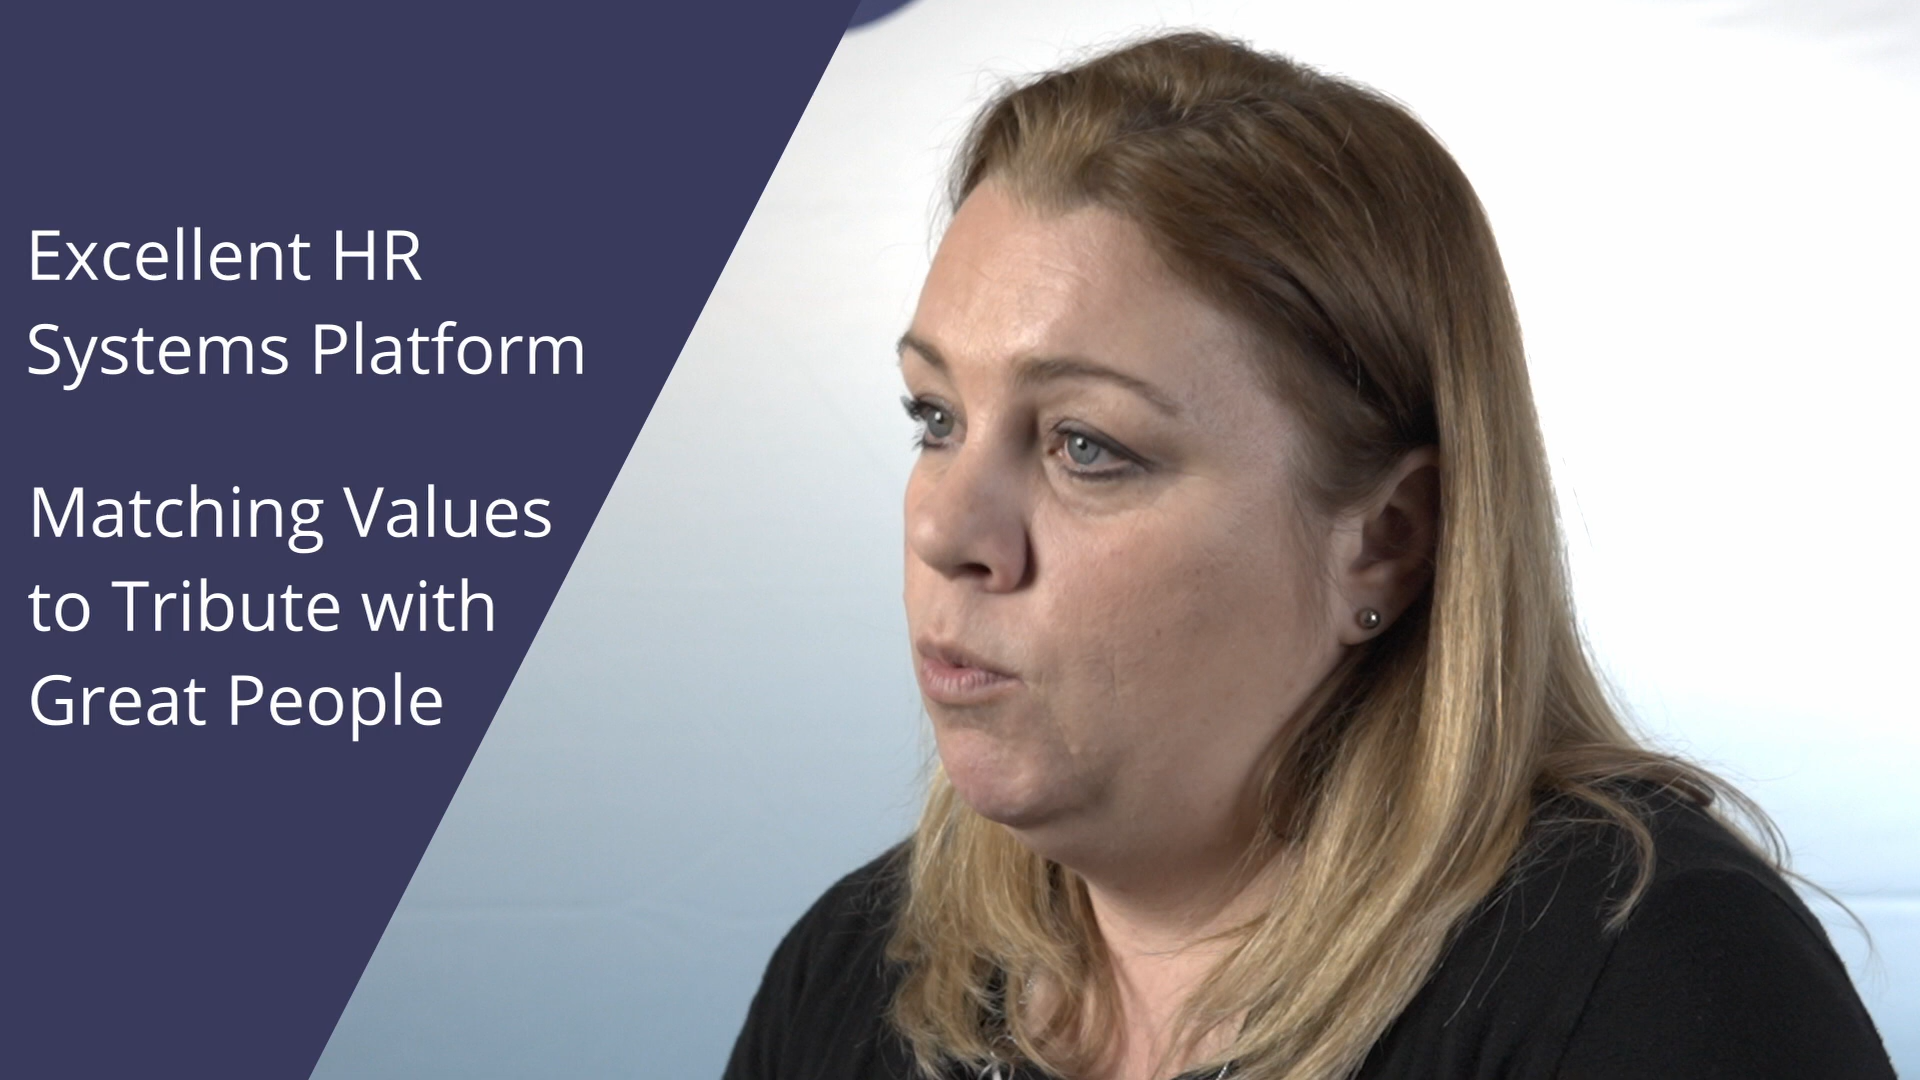 Excellent HR
Systems Platform
Matching Values
to Tribute with
Great People